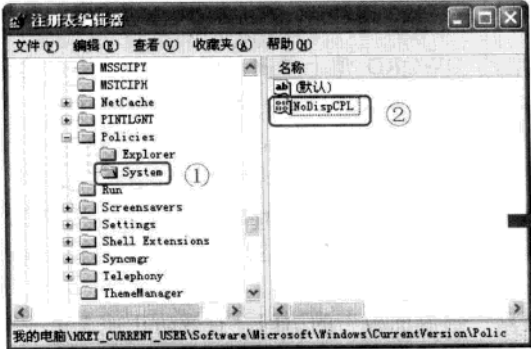 注册表编辑器
文件(F) 编辑(E) 查看(V) 收藏夹(A) 帮助(H)
MSSCIPY
MSTCIPH
NetCache
PINTLGNT
Policies
Explorer
System ①
Run
Screensavers
Settings
Shell Extensions
Syncmgr
Telephony
ThemeManager
名称
ab (默认)
NoDispCPL ②
我的电脑\HKEY_CURRENT_USER\Software\Microsoft\Windows\CurrentVersion\Polic